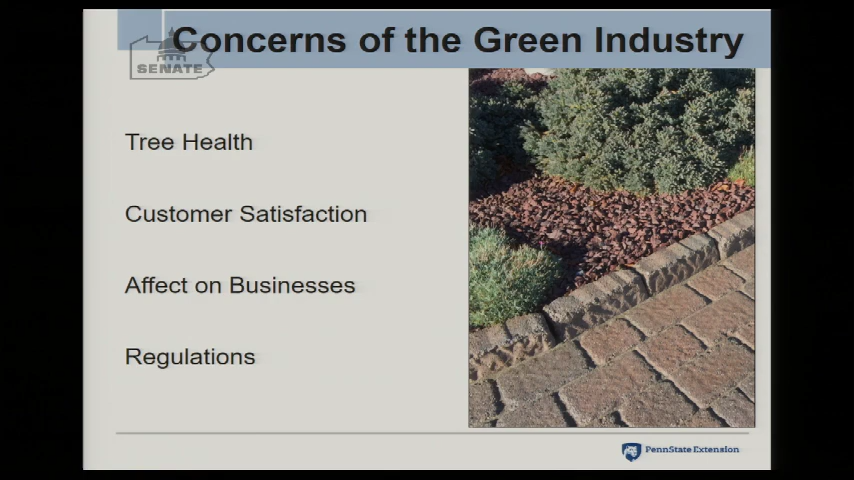 Concerns of the Green Industry
SENATE
Tree Health
Customer Satisfaction
Affect on Businesses
Regulations
PennState Extension